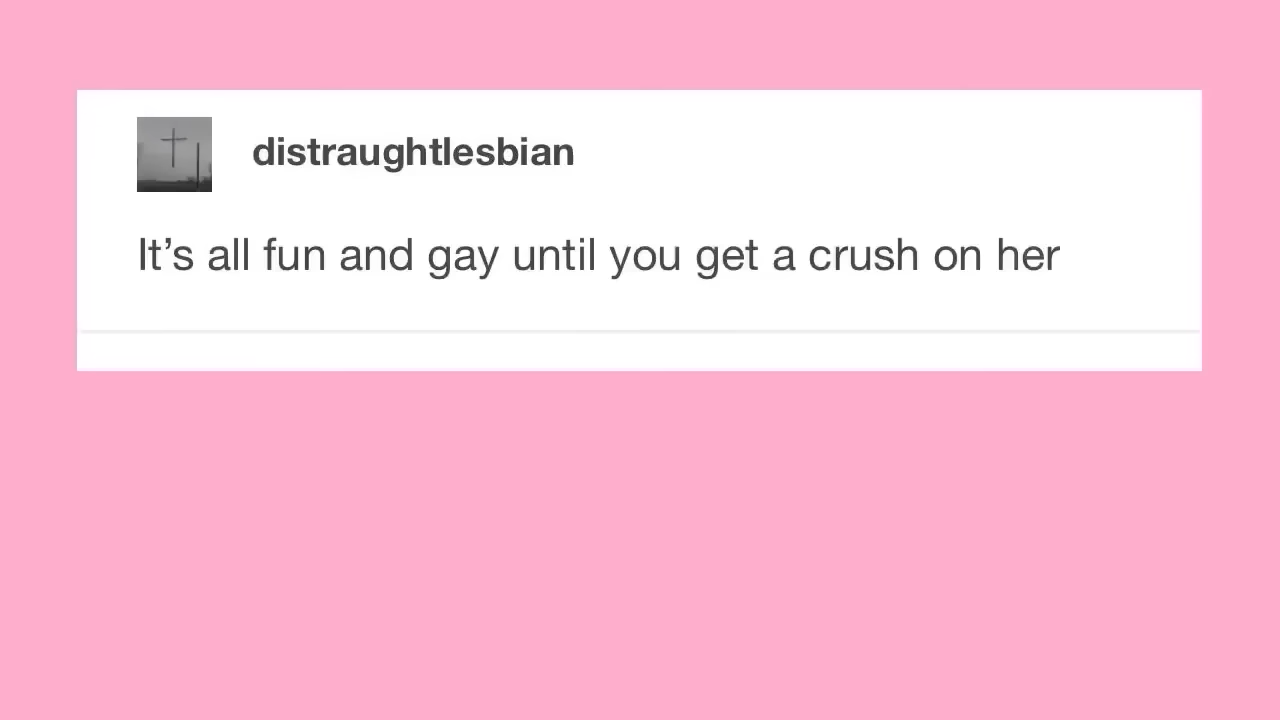 distraughtlesbian
It’s all fun and gay until you get a crush on her